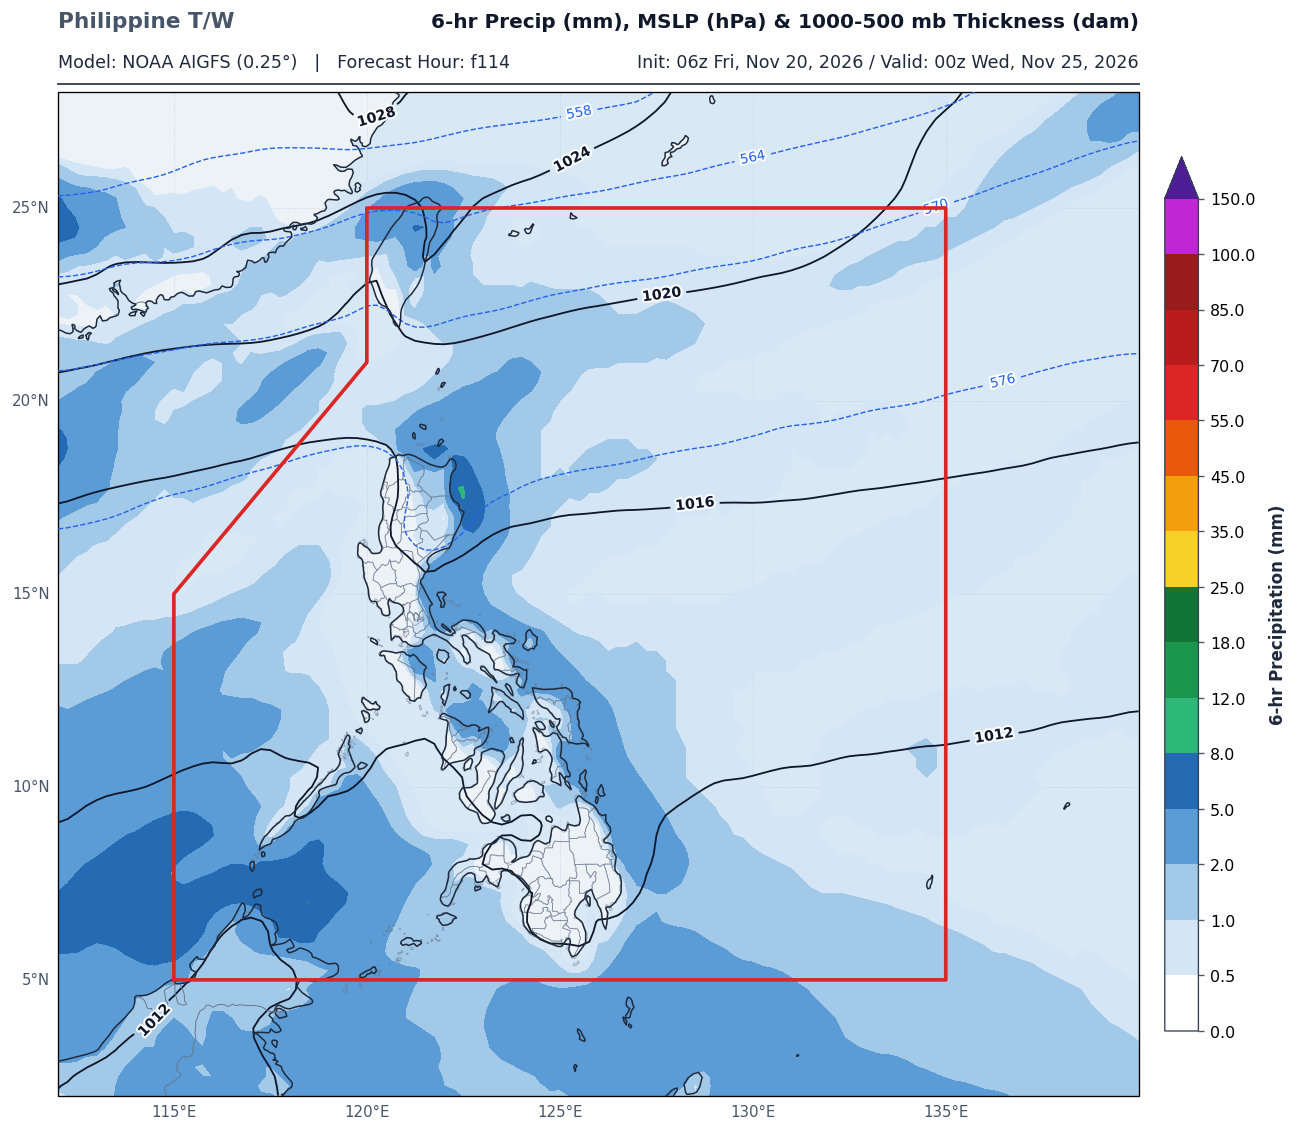 Philippine T/W
6-hr Precip (mm), MSLP (hPa) & 1000-500 mb Thickness (dam)
Model: NOAA AIGFS (0.25°) | Forecast Hour: f114
Init: 06z Fri, Nov 20, 2026 / Valid: 00z Wed, Nov 25, 2026
1028
558
1024
564
570
1020
576
1016
1012
1012
25°N
20°N
15°N
10°N
5°N
115°E
120°E
125°E
130°E
135°E
150.0
100.0
85.0
70.0
55.0
45.0
35.0
25.0
18.0
12.0
8.0
5.0
2.0
1.0
0.5
0.0
6-hr Precipitation (mm)